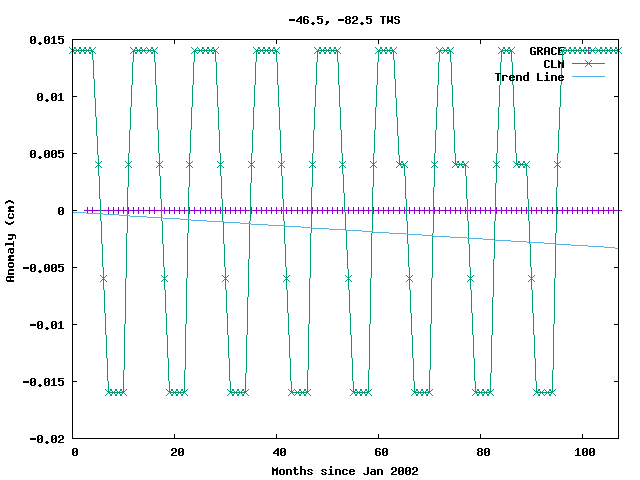 -46.5, -82.5 TWS
0.015
0.01
0.005
0
-0.005
-0.01
-0.015
-0.02
Anomaly (cm)
GRACE
CLM
Trend Line
0 20 40 60 80 100
Months since Jan 2002